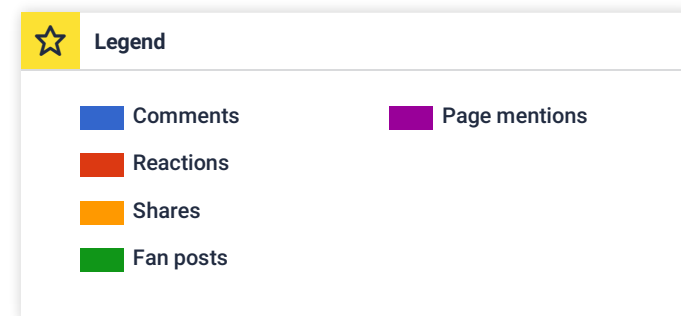 Legend
Comments
Reactions
Shares
Fan posts
Page mentions